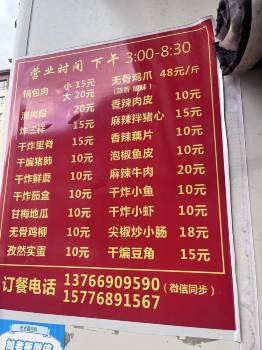 营业时间 下午 3:00-8:30
锅包肉 小 15元 大 20元
无骨鸡爪 48元/斤
溜肉段 20元
香辣肉皮 10元
炸三样 15元
麻辣拌猪心 15元
干炸里脊 15元
香辣藕片 10元
干煸猪肺 10元
泡椒鱼皮 10元
干炸鲜蘑 10元
麻辣牛肉 20元
干炸茄盒 10元
干炸小鱼 10元
甘梅地瓜 10元
干炸小虾 10元
无骨鸡柳 10元
尖椒炒小肠 18元
孜然实蛋 10元
干煸豆角 15元
订餐电话 13766909590 (微信同步)
15776891567